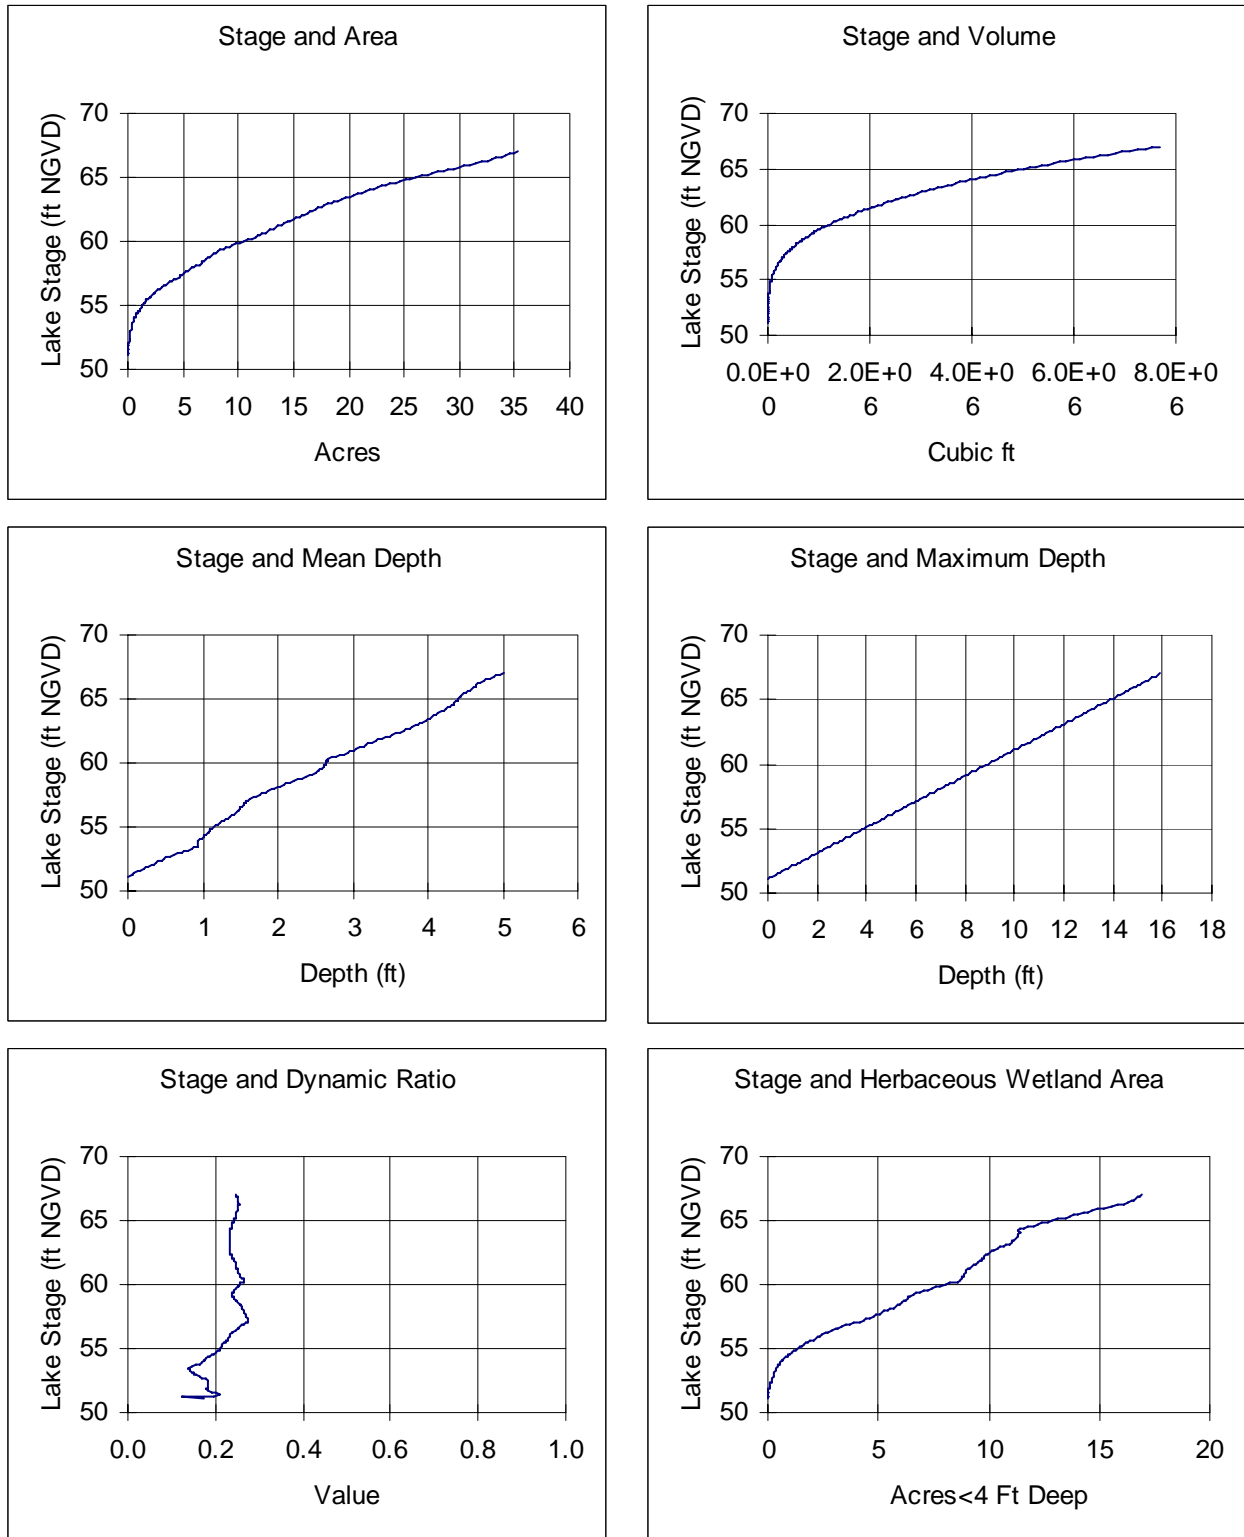 Stage and Area
70
65
60
55
50
Lake Stage (ft NGVD)
0 5 10 15 20 25 30 35 40
Acres
Stage and Volume
70
65
60
55
50
Lake Stage (ft NGVD)
0.0E+0 2.0E+0 4.0E+0 6.0E+0 8.0E+0
0 6 6 6 6
Cubic ft
Stage and Mean Depth
70
65
60
55
50
Lake Stage (ft NGVD)
0 1 2 3 4 5 6
Depth (ft)
Stage and Maximum Depth
70
65
60
55
50
Lake Stage (ft NGVD)
0 2 4 6 8 10 12 14 16 18
Depth (ft)
Stage and Dynamic Ratio
70
65
60
55
50
Lake Stage (ft NGVD)
0.0 0.2 0.4 0.6 0.8 1.0
Value
Stage and Herbaceous Wetland Area
70
65
60
55
50
Lake Stage (ft NGVD)
0 5 10 15 20
Acres<4 Ft Deep